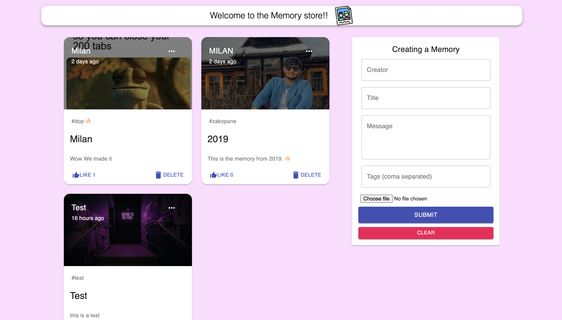 Welcome to the Memory store!!
so you can close your
200 tabs
Milan
2 days ago
#dop 🔥
Milan
Wow We made it
LIKE 1
DELETE
MILAN
2 days ago
#zakopane
2019
This is the memory from 2019. 🔥
LIKE 0
DELETE
Test
16 hours ago
#test
Test
this is a test
Creating a Memory
Creator
Title
Message
Tags (coma separated)
Choose file No file chosen
SUBMIT
CLEAR